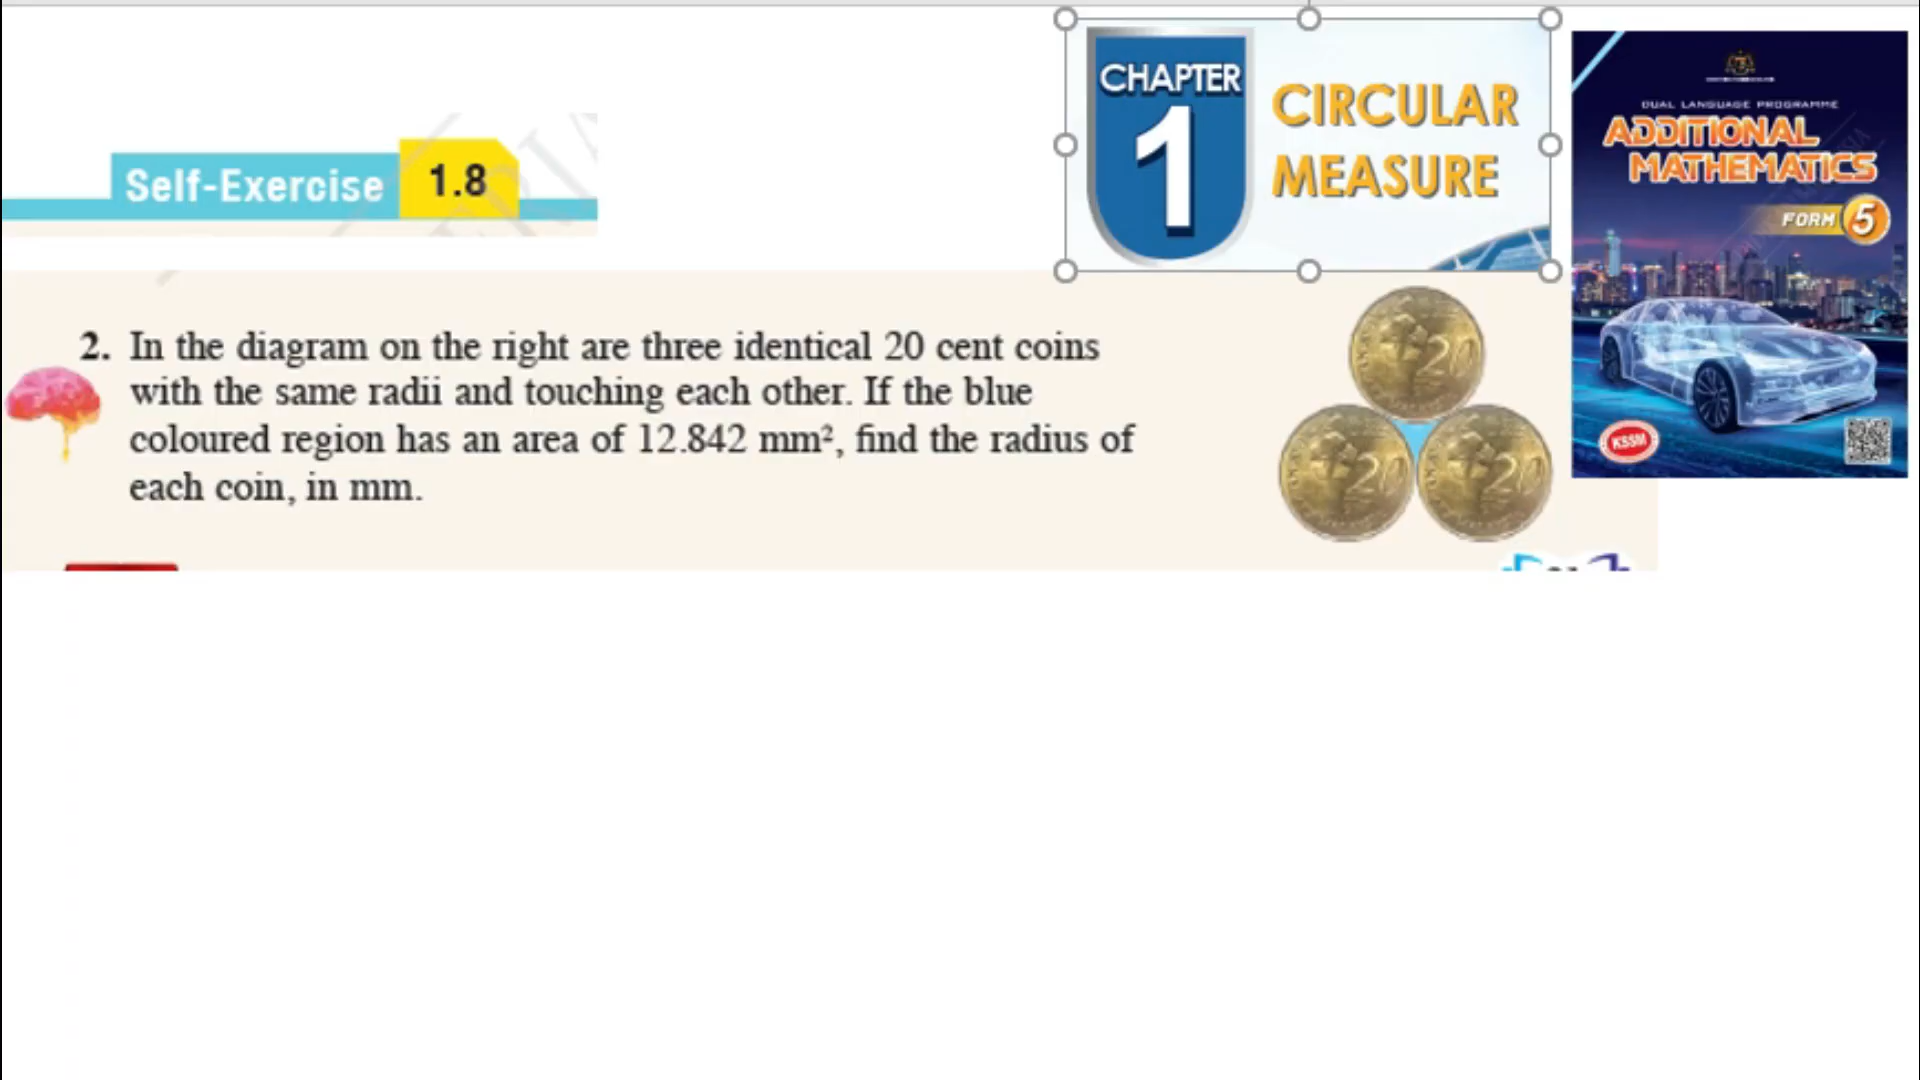 CHAPTER
1
CIRCULAR
MEASURE
DUAL LANGUAGE PROGRAMME
ADDITIONAL
MATHEMATICS
FORM 5
KSSM
Self-Exercise 1.8
2. In the diagram on the right are three identical 20 cent coins
with the same radii and touching each other. If the blue
coloured region has an area of 12.842 mm², find the radius of
each coin, in mm.
20
20
20